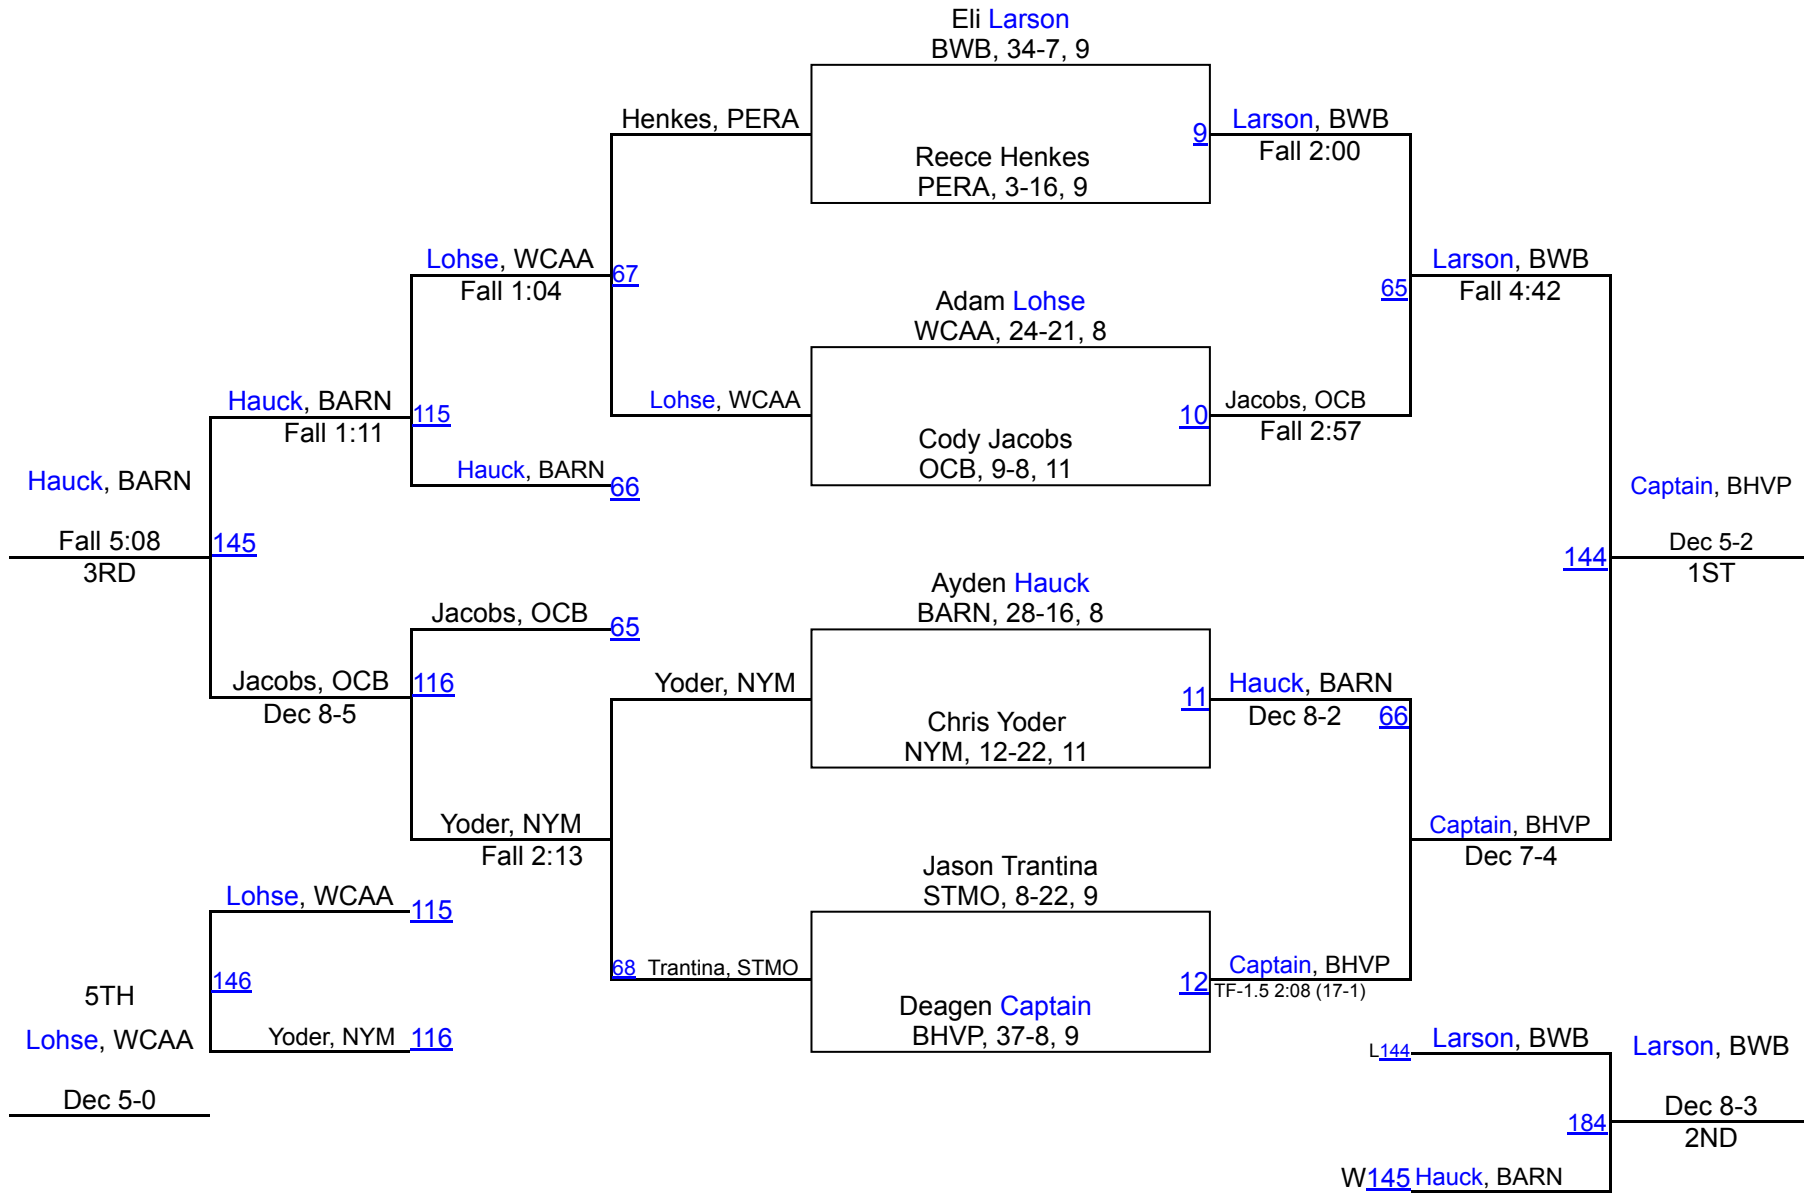 Eli Larson
BWB, 34-7, 9
Henkes, PERA
9
Larson, BWB
Fall 2:00
Reece Henkes
PERA, 3-16, 9
Lohse, WCAA
Fall 1:04
67
Adam Lohse
WCAA, 24-21, 8
65
Larson, BWB
Fall 4:42
Hauck, BARN
Fall 1:11
115
Lohse, WCAA
10
Jacobs, OCB
Fall 2:57
Cody Jacobs
OCB, 9-8, 11
Hauck, BARN
66
Hauck, BARN
Fall 5:08
3RD
145
Captain, BHVP
144
Dec 5-2
1ST
Ayden Hauck
BARN, 28-16, 8
Jacobs, OCB
65
Jacobs, OCB
Dec 8-5
116
Yoder, NYM
11
Hauck, BARN
Dec 8-2
66
Chris Yoder
NYM, 12-22, 11
Yoder, NYM
Fall 2:13
Captain, BHVP
Dec 7-4
Jason Trantina
STMO, 8-22, 9
Lohse, WCAA
115
68
Trantina, STMO
12
Captain, BHVP
TF-1.5 2:08 (17-1)
Deagen Captain
BHVP, 37-8, 9
146
5TH
Lohse, WCAA
Yoder, NYM
116
Dec 5-0
L144
Larson, BWB
Larson, BWB
184
Dec 8-3
2ND
W145
Hauck, BARN